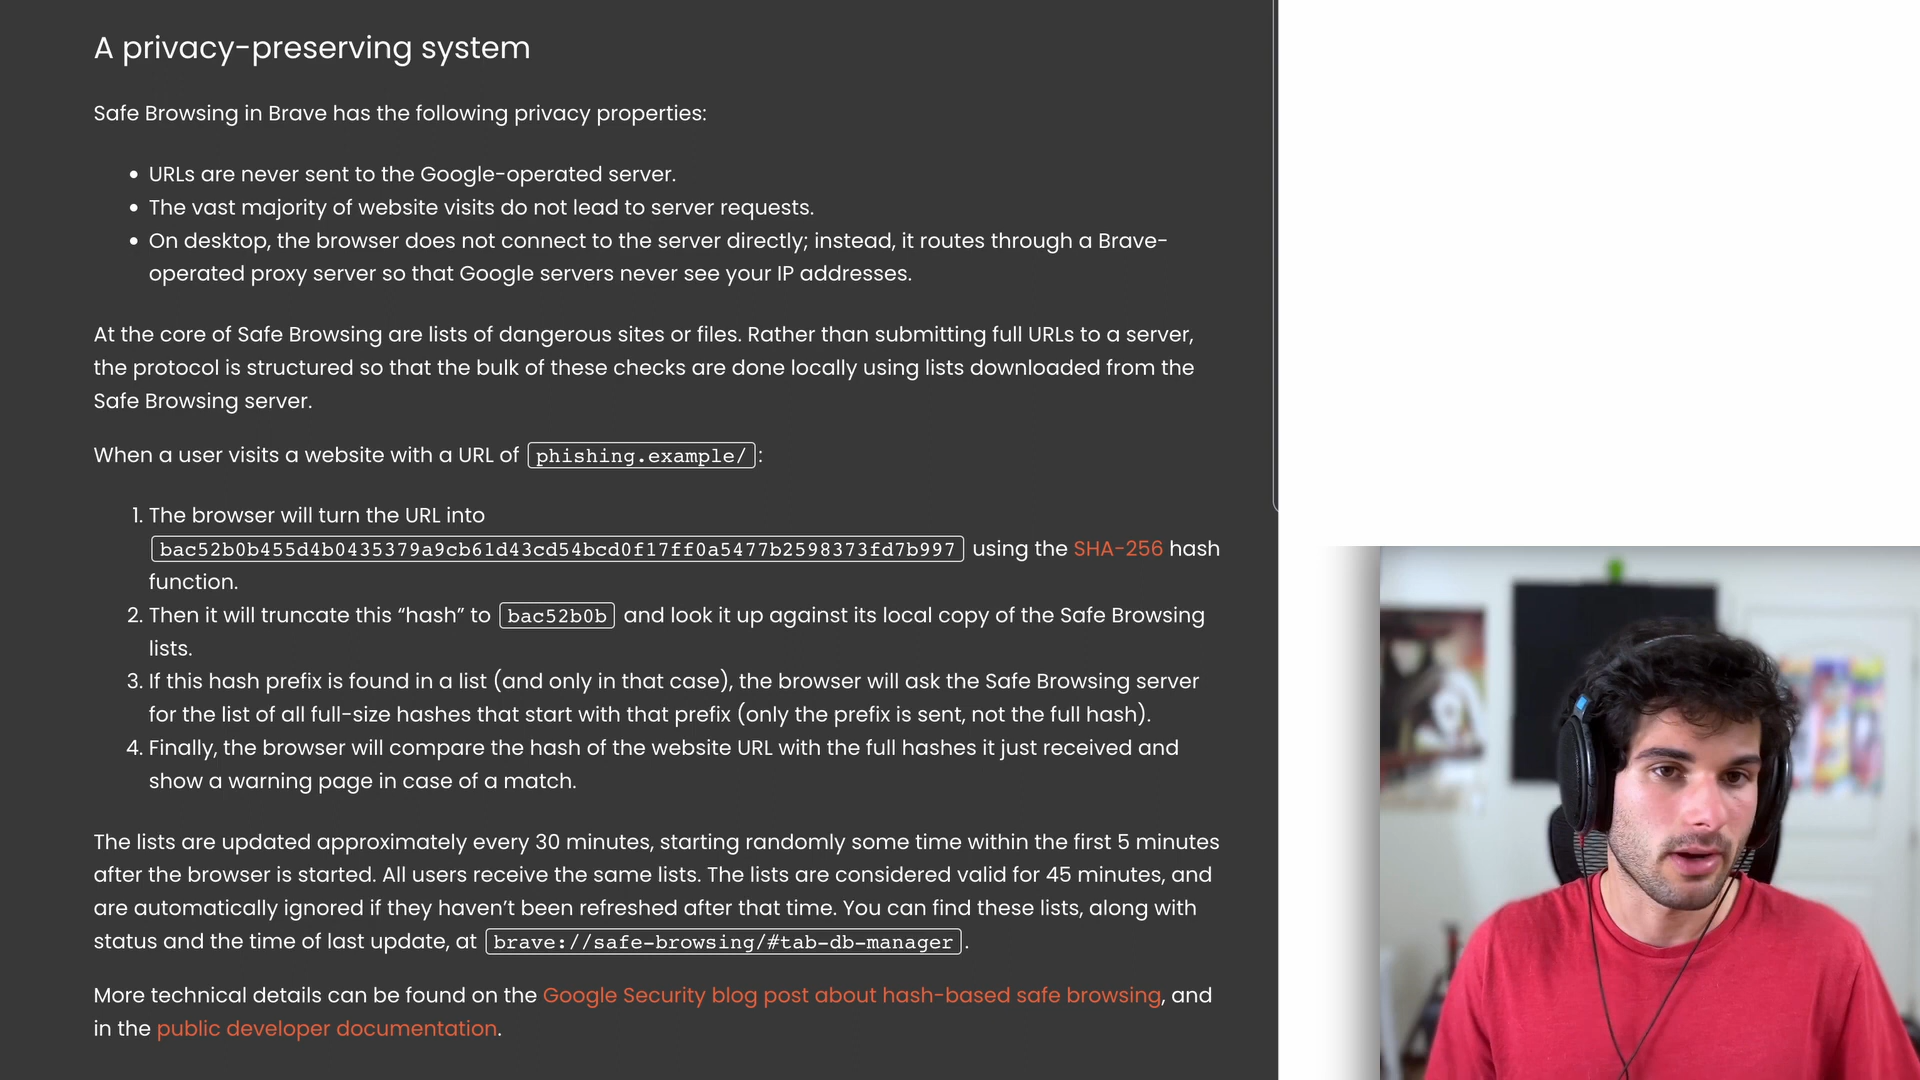 A privacy-preserving system
Safe Browsing in Brave has the following privacy properties:
• URLs are never sent to the Google-operated server.
• The vast majority of website visits do not lead to server requests.
• On desktop, the browser does not connect to the server directly; instead, it routes through a Brave-
operated proxy server so that Google servers never see your IP addresses.
At the core of Safe Browsing are lists of dangerous sites or files. Rather than submitting full URLs to a server,
the protocol is structured so that the bulk of these checks are done locally using lists downloaded from the
Safe Browsing server.
When a user visits a website with a URL of phishing.example/ :
1. The browser will turn the URL into
bac52b0b455d4b0435379a9cb61d43cd54bcd0f17ff0a5477b2598373fd7b997 using the SHA-256 hash
function.
2. Then it will truncate this “hash” to bac52b0b and look it up against its local copy of the Safe Browsing
lists.
3. If this hash prefix is found in a list (and only in that case), the browser will ask the Safe Browsing server
for the list of all full-size hashes that start with that prefix (only the prefix is sent, not the full hash).
4. Finally, the browser will compare the hash of the website URL with the full hashes it just received and
show a warning page in case of a match.
The lists are updated approximately every 30 minutes, starting randomly some time within the first 5 minutes
after the browser is started. All users receive the same lists. The lists are considered valid for 45 minutes, and
are automatically ignored if they haven’t been refreshed after that time. You can find these lists, along with
status and the time of last update, at brave://safe-browsing/#tab-db-manager .
More technical details can be found on the Google Security blog post about hash-based safe browsing, and
in the public developer documentation.